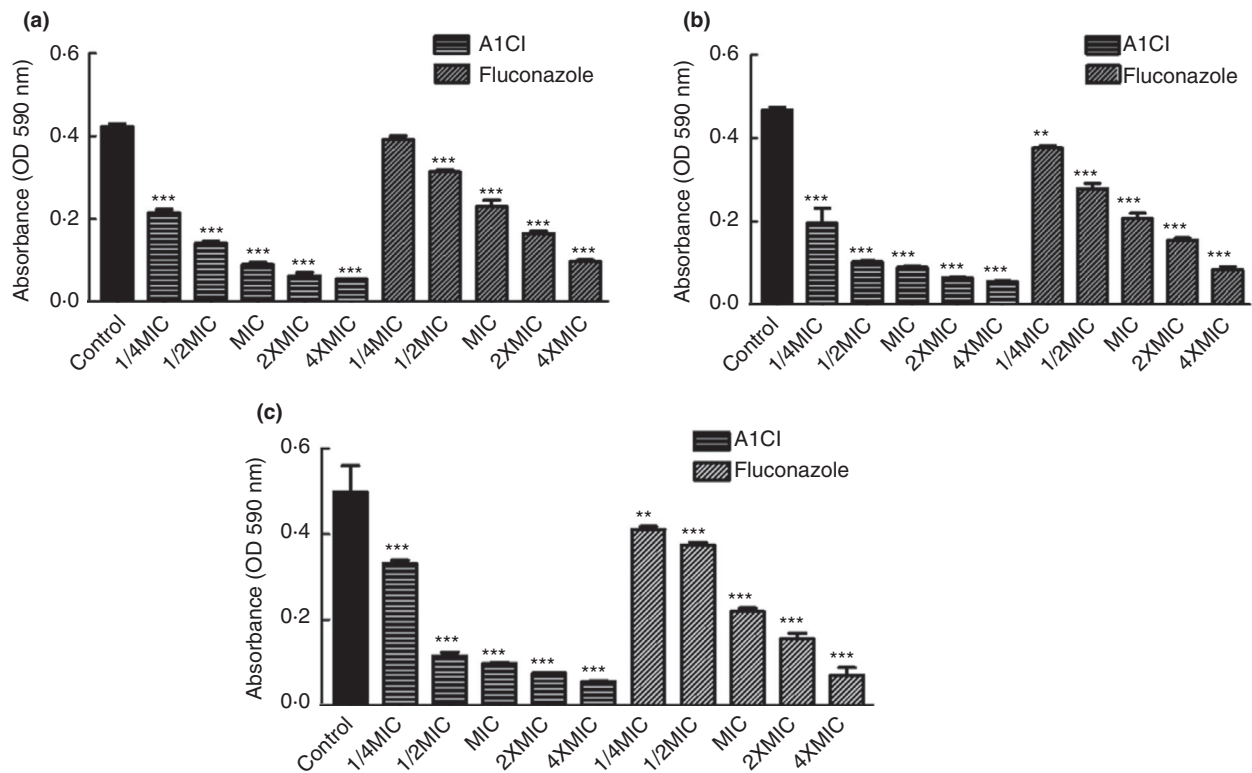 (a)
A1CI
Fluconazole
Absorbance (OD 590 nm)
0·6
0·4
0·2
0·0
***
***
***
***
***
***
***
***
***
Control
1/4MIC
1/2MIC
MIC
2XMIC
4XMIC
1/4MIC
1/2MIC
MIC
2XMIC
4XMIC
(b)
A1CI
Fluconazole
Absorbance (OD 590 nm)
0·6
0·4
0·2
0·0
***
***
***
***
***
**
***
***
***
***
Control
1/4MIC
1/2MIC
MIC
2XMIC
4XMIC
1/4MIC
1/2MIC
MIC
2XMIC
4XMIC
(c)
A1CI
Fluconazole
Absorbance (OD 590 nm)
0·6
0·4
0·2
0·0
***
***
***
***
***
**
***
***
***
***
Control
1/4MIC
1/2MIC
MIC
2XMIC
4XMIC
1/4MIC
1/2MIC
MIC
2XMIC
4XMIC